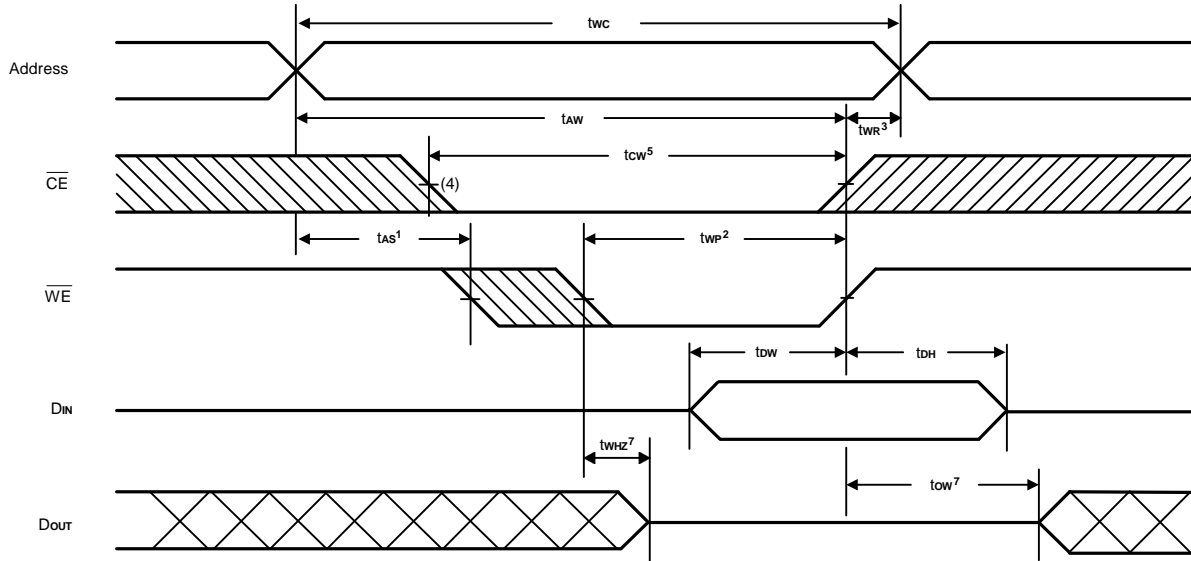 tWC
Address
tAW
tWR³
tCW⁵
CE
(4)
tAS¹
tWP²
WE
tDW
tDH
DIN
tWHZ⁷
tOW⁷
DOUT